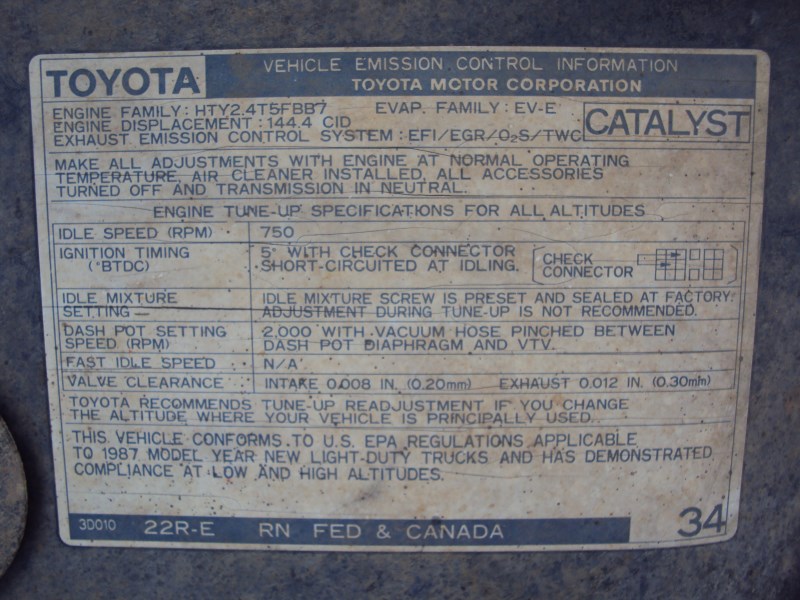 TOYOTA
VEHICLE EMISSION CONTROL INFORMATION
TOYOTA MOTOR CORPORATION
ENGINE FAMILY: HTY2.4T5FBB7 EVAP. FAMILY: EV-E
ENGINE DISPLACEMENT: 144.4 CID
EXHAUST EMISSION CONTROL SYSTEM: EFI/EGR/O₂S/TWC
CATALYST
MAKE ALL ADJUSTMENTS WITH ENGINE AT NORMAL OPERATING
TEMPERATURE, AIR CLEANER INSTALLED, ALL ACCESSORIES
TURNED OFF AND TRANSMISSION IN NEUTRAL.
ENGINE TUNE-UP SPECIFICATIONS FOR ALL ALTITUDES
IDLE SPEED (RPM) 750
IGNITION TIMING 5° WITH CHECK CONNECTOR
(°BTDC) SHORT-CIRCUITED AT IDLING.
CHECK
CONNECTOR
IDLE MIXTURE IDLE MIXTURE SCREW IS PRESET AND SEALED AT FACTORY.
SETTING ADJUSTMENT DURING TUNE-UP IS NOT RECOMMENDED.
DASH POT SETTING 2,000 WITH VACUUM HOSE PINCHED BETWEEN
SPEED (RPM) DASH POT DIAPHRAGM AND VTV.
FAST IDLE SPEED N/A
VALVE CLEARANCE INTAKE 0.008 IN. (0.20mm) EXHAUST 0.012 IN. (0.30mm)
TOYOTA RECOMMENDS TUNE-UP READJUSTMENT IF YOU CHANGE
THE ALTITUDE WHERE YOUR VEHICLE IS PRINCIPALLY USED.
THIS VEHICLE CONFORMS TO U.S. EPA REGULATIONS APPLICABLE
TO 1987 MODEL YEAR NEW LIGHT-DUTY TRUCKS AND HAS DEMONSTRATED
COMPLIANCE AT LOW AND HIGH ALTITUDES.
3D010 22R-E RN FED & CANADA 34